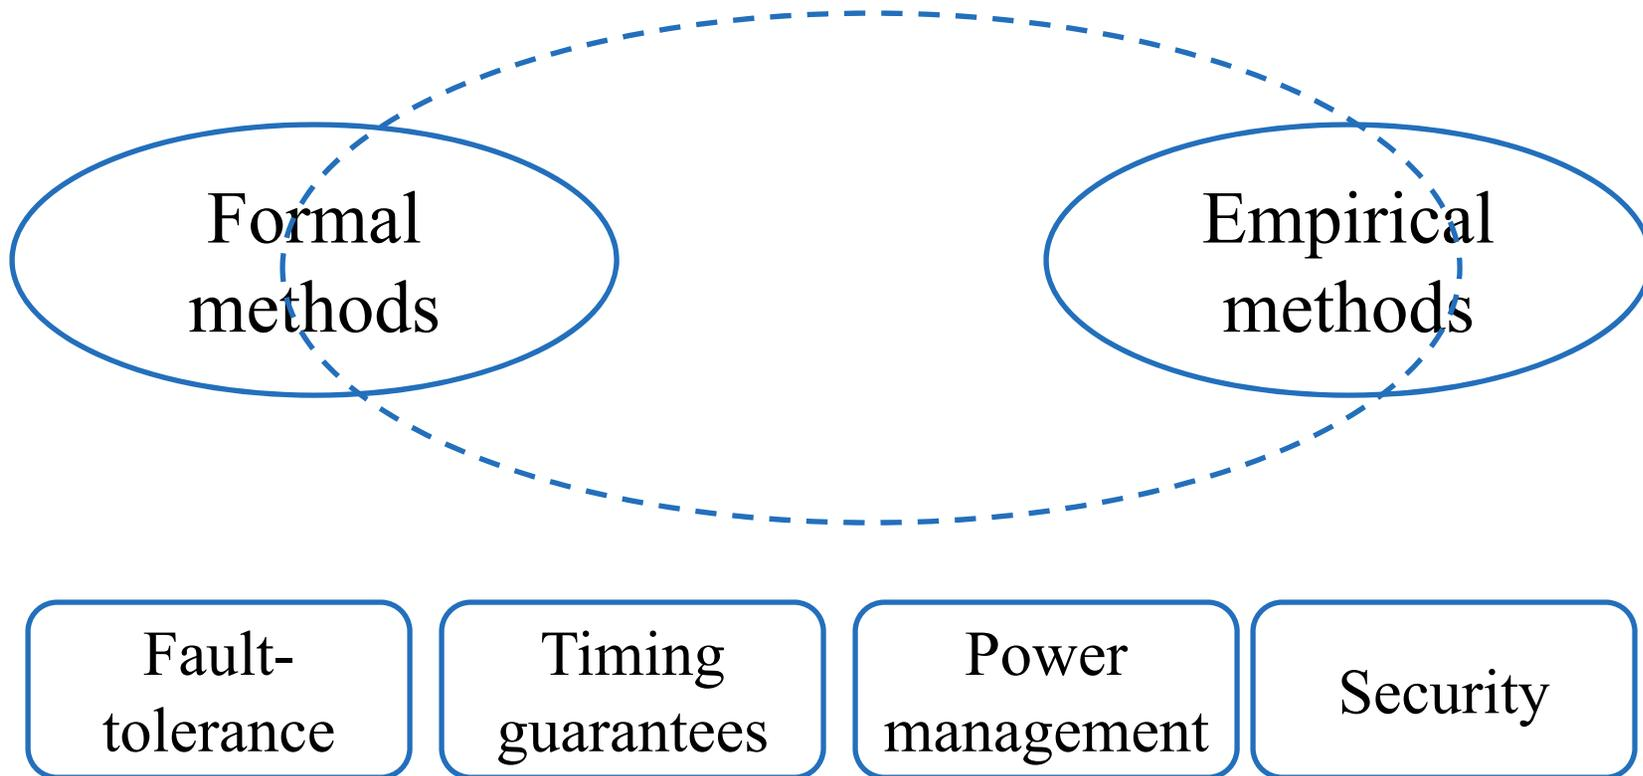 Formal
methods
Empirical
methods
Fault-
tolerance
Timing
guarantees
Power
management
Security